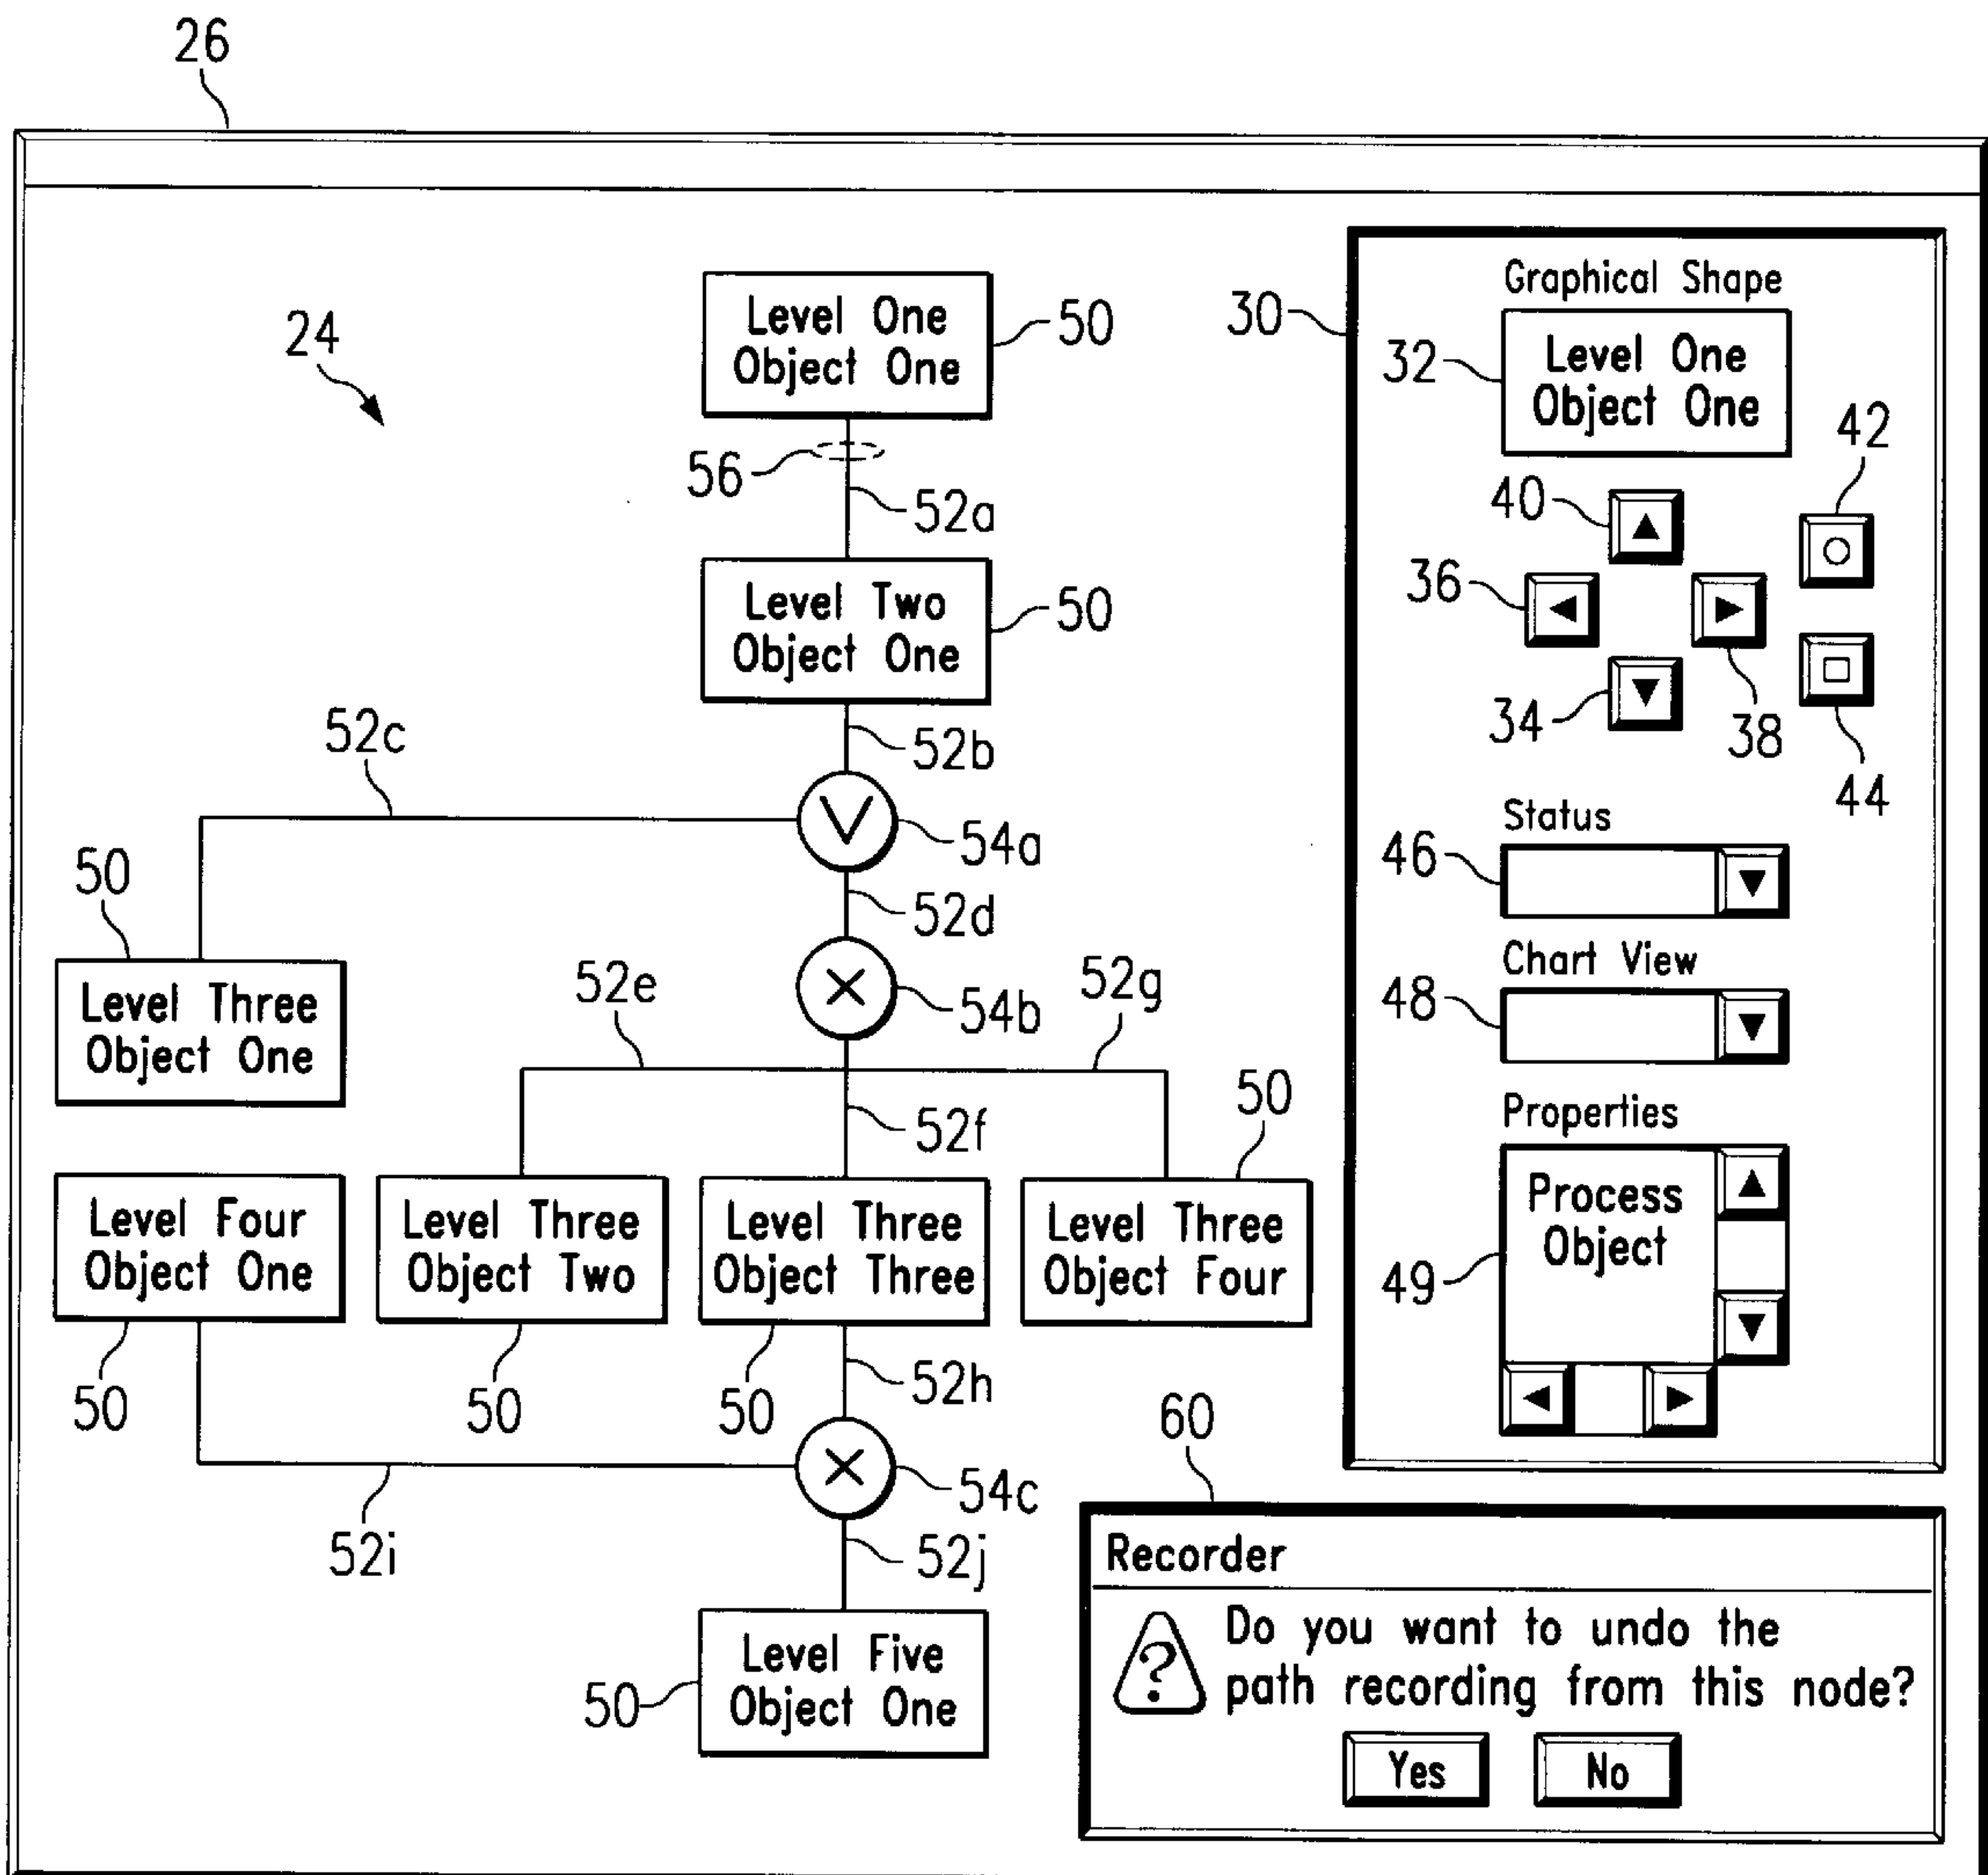 26
24
Level One
Object One
50
56
52a
Level Two
Object One
50
52b
52c
54a
52d
50
Level Three
Object One
54b
52e
52g
52f
50
Level Four
Object One
50
Level Three
Object Two
50
Level Three
Object Three
50
Level Three
Object Four
52h
54c
52i
52j
Level Five
Object One
50
30
Graphical Shape
32
Level One
Object One
42
40
36
34
38
44
Status
46
Chart View
48
Properties
Process
Object
49
60
Recorder
?
Do you want to undo the
path recording from this node?
Yes
No